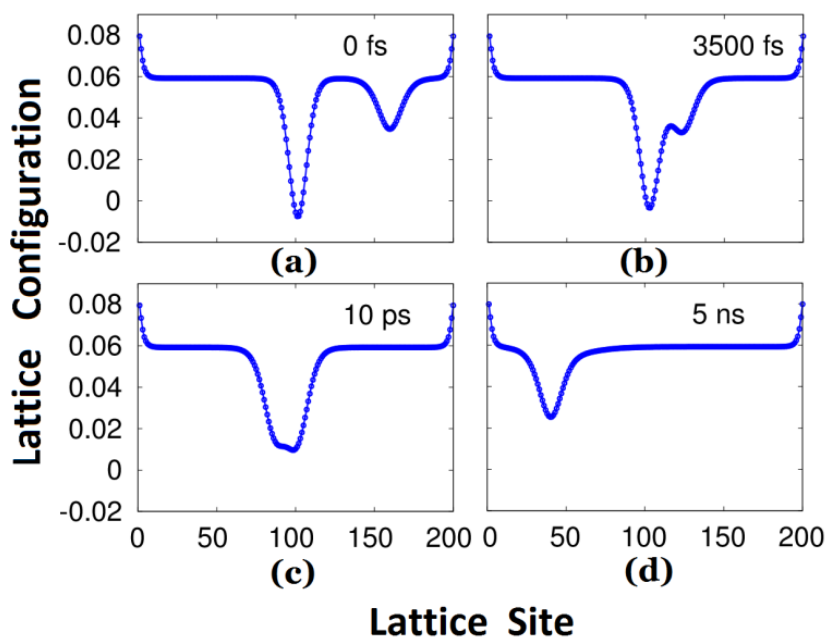 Lattice Configuration
0.08
0.06
0.04
0.02
0
-0.02
0 fs
(a)
3500 fs
(b)
0.08
0.06
0.04
0.02
0
-0.02
10 ps
0 50 100 150 200
(c)
5 ns
0 50 100 150 200
(d)
Lattice Site